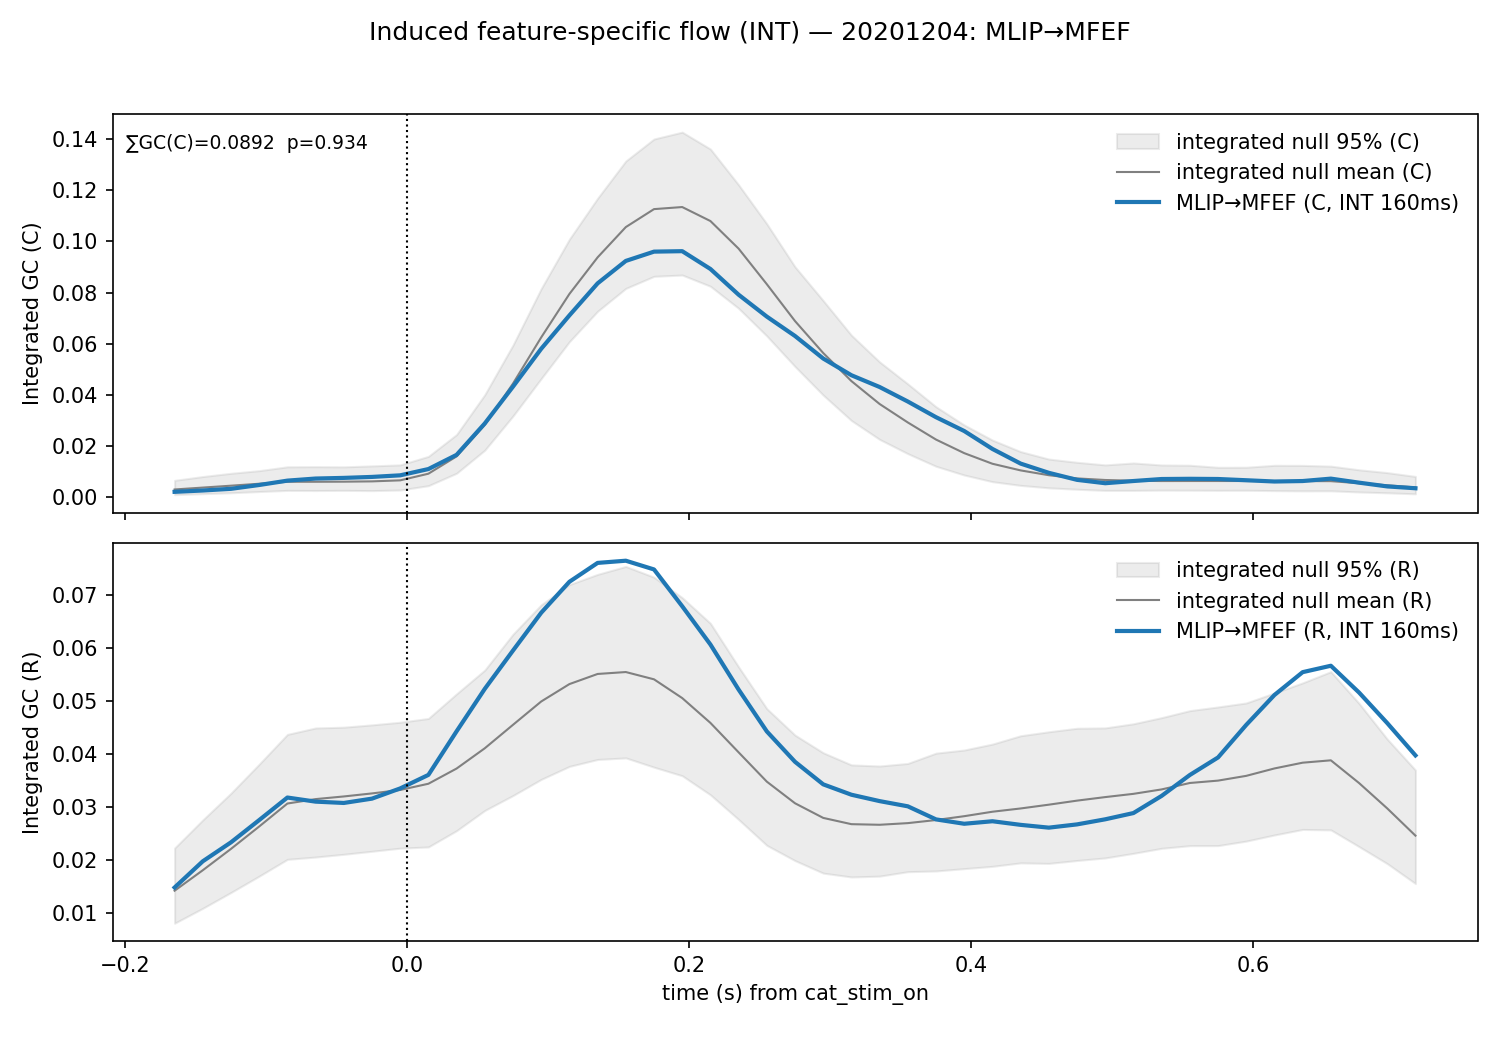 Induced feature-specific flow (INT) — 20201204: MLIP→MFEF
∑GC(C)=0.0892  p=0.934
integrated null 95% (C)
integrated null mean (C)
MLIP→MFEF (C, INT 160ms)
Integrated GC (C)
0.14
0.12
0.10
0.08
0.06
0.04
0.02
0.00
integrated null 95% (R)
integrated null mean (R)
MLIP→MFEF (R, INT 160ms)
Integrated GC (R)
0.07
0.06
0.05
0.04
0.03
0.02
0.01
−0.2 0.0 0.2 0.4 0.6
time (s) from cat_stim_on